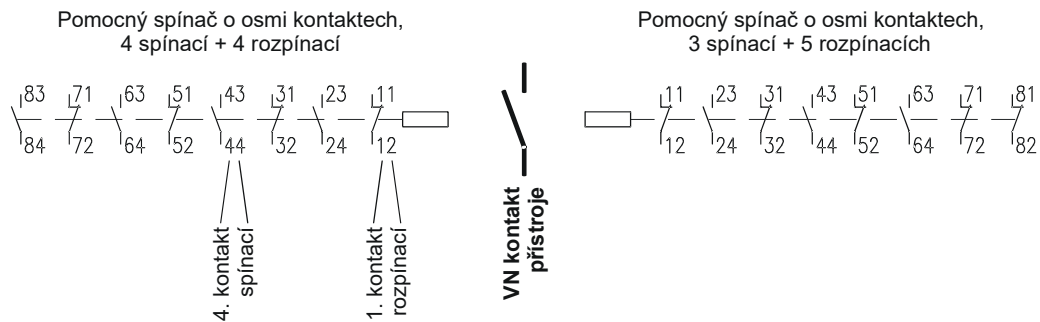 Pomocný spínač o osmi kontaktech,
4 spínací + 4 rozpínací
83 71 63 51 43 31 23 11
84 72 64 52 44 32 24 12
4. kontakt
spínací
1. kontakt
rozpínací
VN kontakt
přístroje
Pomocný spínač o osmi kontaktech,
3 spínací + 5 rozpínacích
11 23 31 43 51 63 71 81
12 24 32 44 52 64 72 82